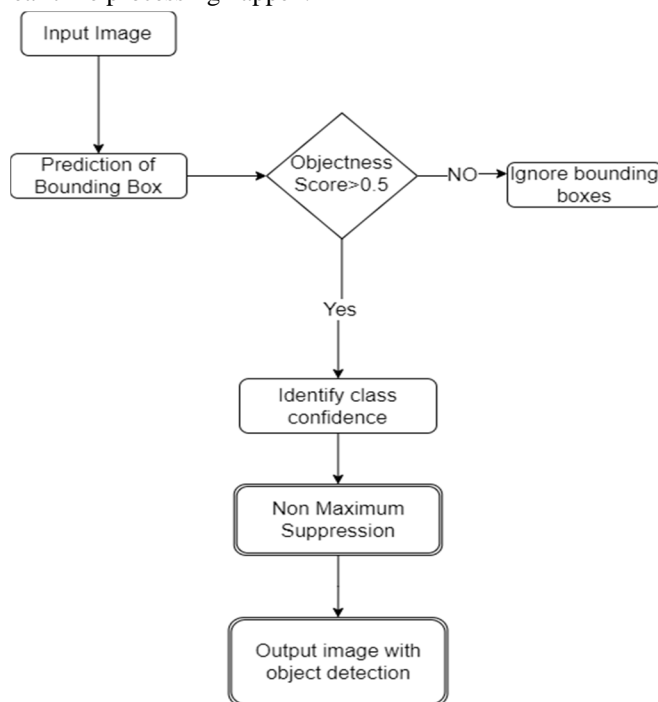 Input Image
Prediction of
Bounding Box
Objectness
Score>0.5
NO
Ignore bounding
boxes
Yes
Identify class
confidence
Non Maximum
Suppression
Output image with
object detection